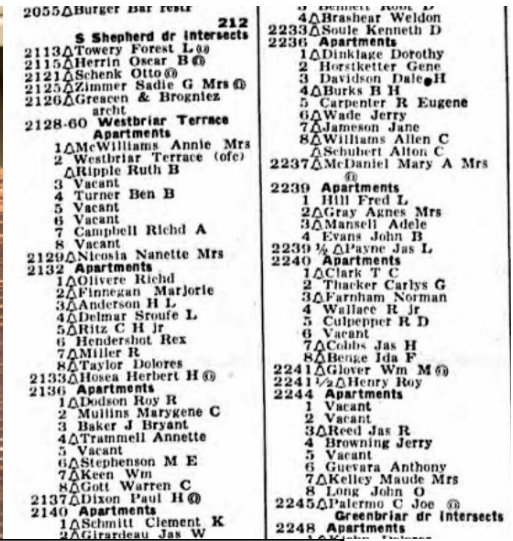 2055△Burger Bar restr
212
S Shepherd dr intersects
2113△Towery Forest L ⓞ
2115△Herrin Oscar B ⓞ
2121△Schenk Otto ⓞ
2125△Zimmer Sadie G Mrs ⓞ
2126△Greacen & Brogniez
archt
2128-60 Westbriar Terrace
Apartments
1△McWilliams Annie Mrs
2 Westbriar Terrace (ofc)
△Ripple Ruth B
3 Vacant
4 Turner Ben B
5 Vacant
6 Vacant
7 Campbell Richd A
8 Vacant
2129△Nicosia Nanette Mrs
2132 Apartments
1△Olivere Richd
2△Finnegan Marjorie
3△Anderson H L
4△Delmar Sroufe L
5△Ritz C H jr
6 Hendershot Rex
7△Miller R
8△Taylor Dolores
2133△Hosea Herbert H ⓞ
2136 Apartments
1△Dodson Roy R
2 Mullins Marygene C
3 Baker J Bryant
4△Trammell Annette
5 Vacant
6△Stephenson M E
7△Keen Wm
8△Gott Warren C
2137△Dixon Paul H ⓞ
2140 Apartments
1△Schmitt Clement K
2△Girardeau Jas W
4△Brashear Weldon
2233△Soule Kenneth D
2236 Apartments
1△Dinklage Dorothy
2 Horstketter Gene
3 Davidson Dale H
4△Burks B H
5 Carpenter R Eugene
6△Wade Jerry
7△Jameson Jane
8△Williams Allen C
△Schubert Alton C
2237△McDaniel Mary A Mrs
ⓞ
2239 Apartments
1 Hill Fred L
2△Gray Agnes Mrs
3△Mansell Adele
4 Evans John B
2239 ½ △Payne Jas L
2240 Apartments
1△Clark T C
2 Thacker Carlys G
3△Farnham Norman
4 Wallace R jr
5 Culpepper R D
6 Vacant
7△Cobbs Jas H
8△Benge Ida F
2241△Glover Wm M ⓞ
2241½△Henry Roy
2244 Apartments
1 Vacant
2 Vacant
3△Reed Jas R
4 Browning Jerry
5 Vacant
6 Guevara Anthony
7△Kelley Maude Mrs
8 Long John O
2245△Palermo C Joe ⓞ
Greenbriar dr intersects
2248 Apartments